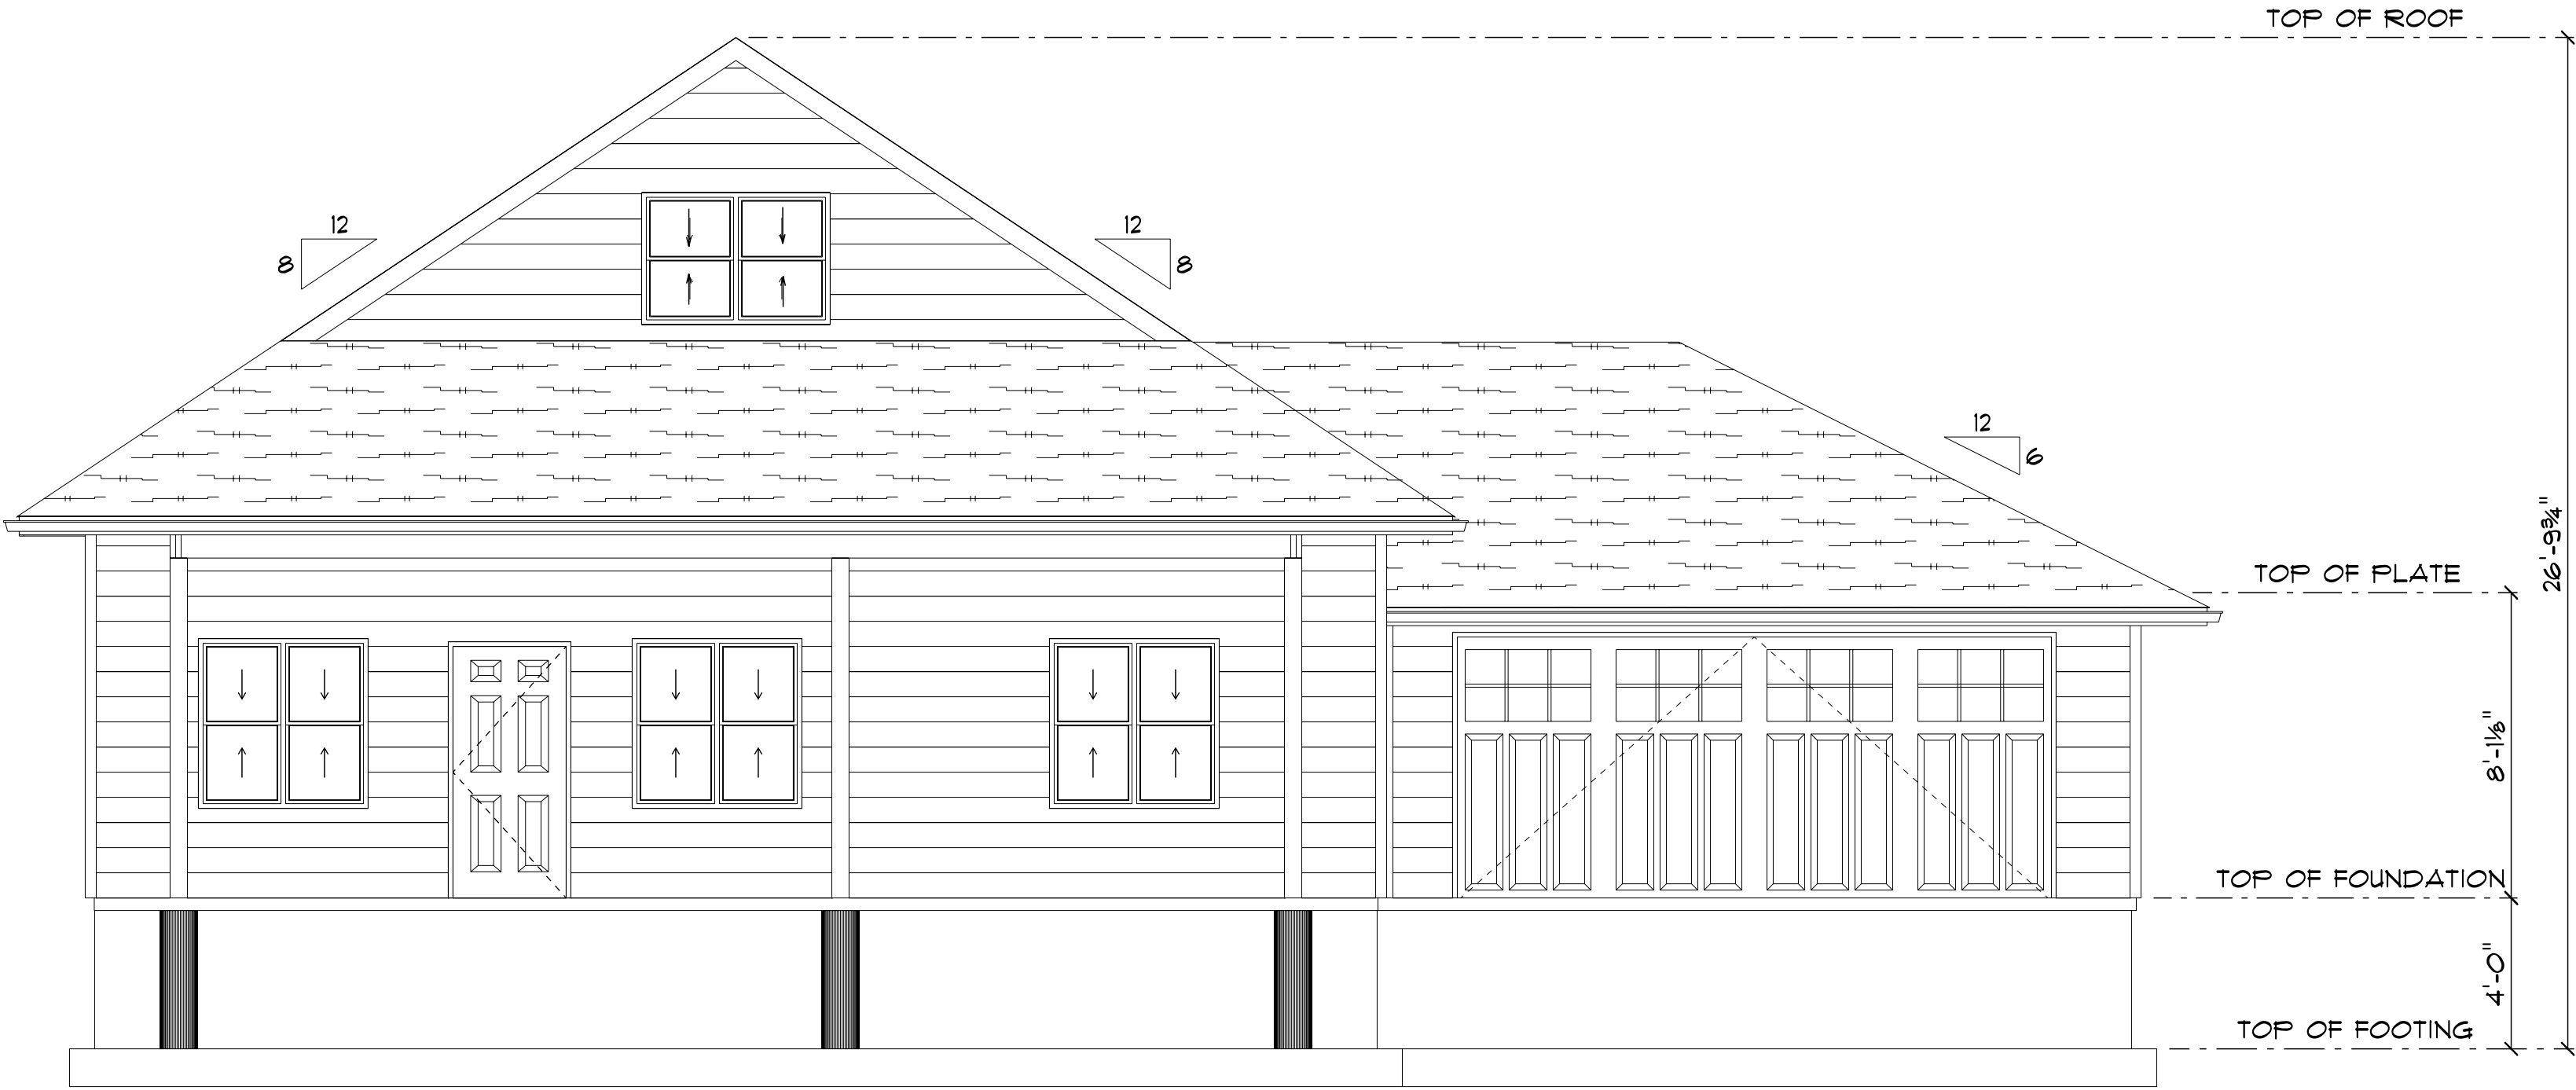 TOP OF ROOF
12
8
12
8
12
6
26'-9¾"
TOP OF PLATE
8'-1⅛"
TOP OF FOUNDATION
4'-0"
TOP OF FOOTING